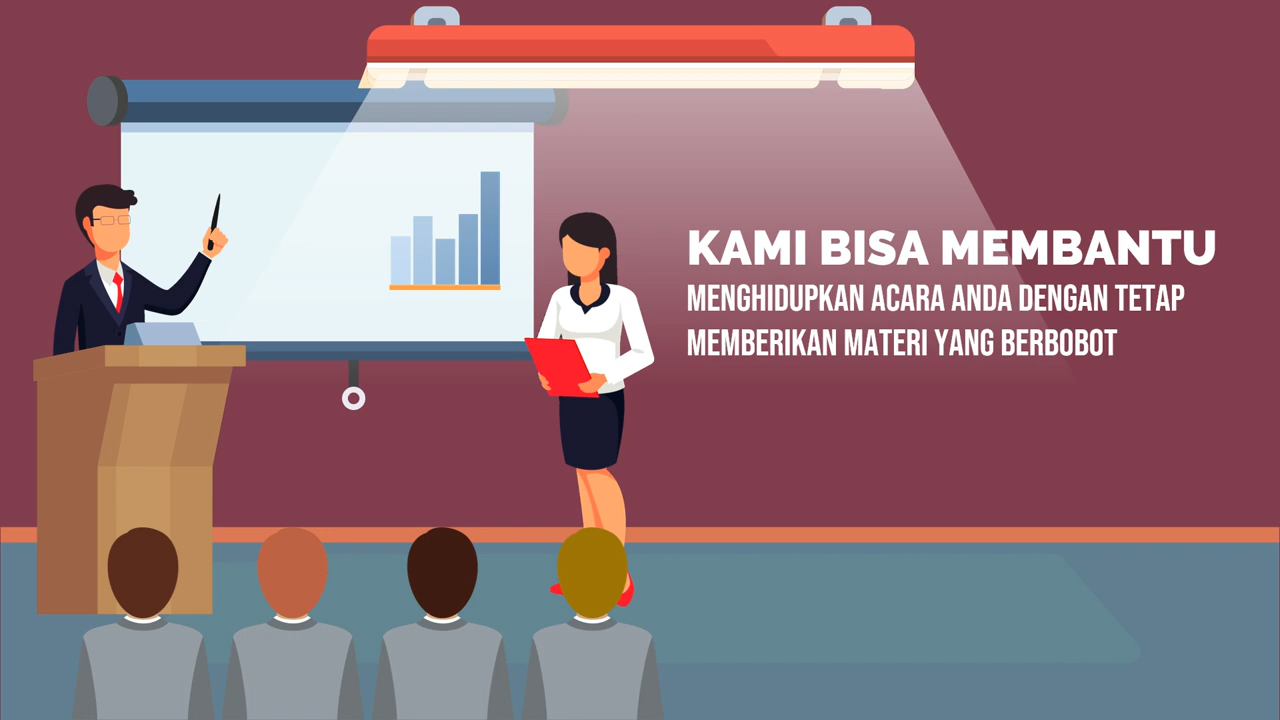 KAMI BISA MEMBANTU
MENGHIDUPKAN ACARA ANDA DENGAN TETAP
MEMBERIKAN MATERI YANG BERBOBOT